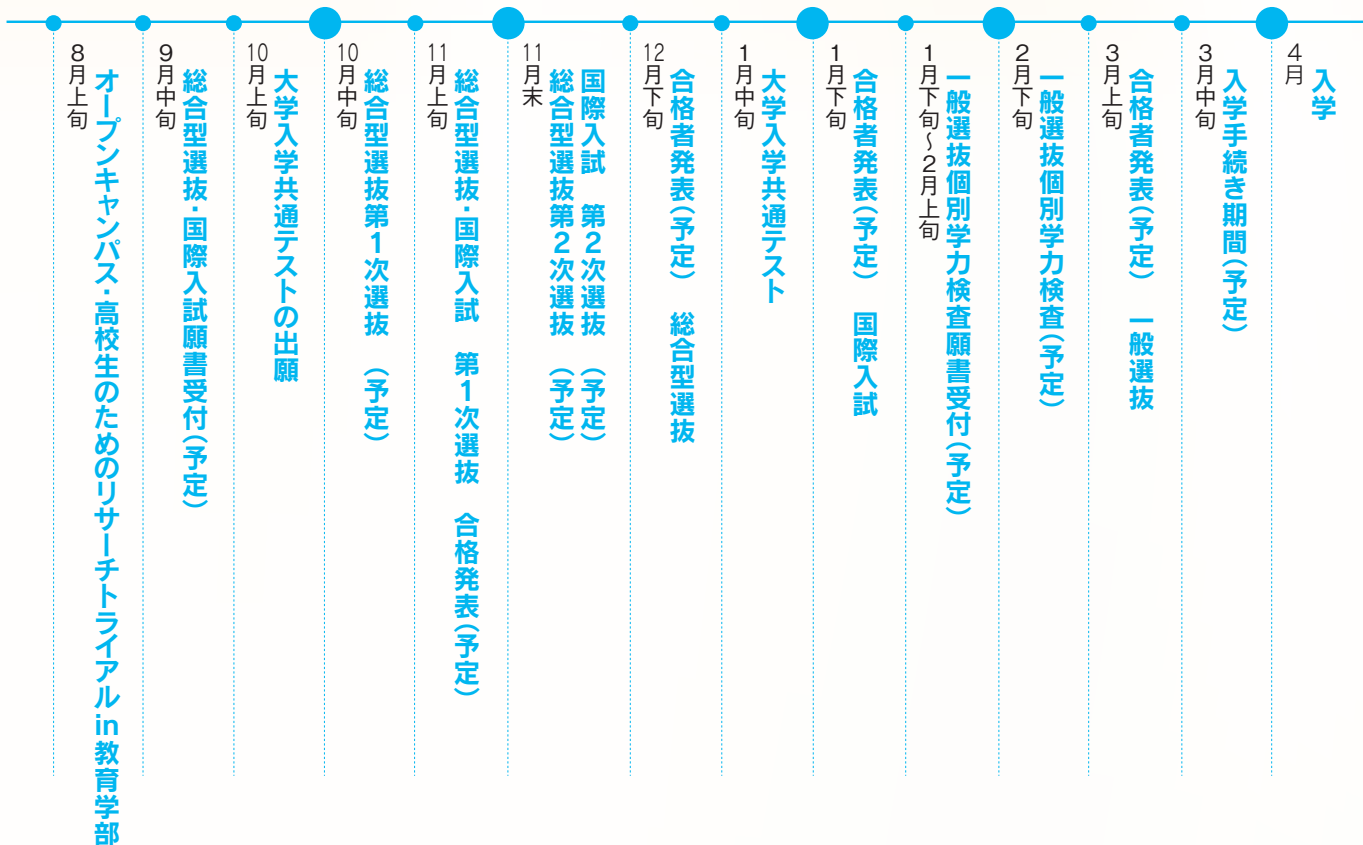 8月上旬
オープンキャンパス・高校生のためのリサーチトライアル in 教育学部
9月中旬
総合型選抜・国際入試願書受付(予定)
10月上旬
大学入学共通テストの出願
10月中旬
総合型選抜第1次選抜 (予定)
11月上旬
総合型選抜・国際入試 第1次選抜 合格発表(予定)
11月末
総合型選抜第2次選抜 (予定)
国際入試 第2次選抜 (予定)
12月下旬
合格者発表(予定) 総合型選抜
1月中旬
大学入学共通テスト
1月下旬
合格者発表(予定) 国際入試
1月下旬~2月上旬
一般選抜個別学力検査願書受付(予定)
2月下旬
一般選抜個別学力検査(予定)
3月上旬
合格者発表(予定) 一般選抜
3月中旬
入学手続き期間(予定)
4月
入学